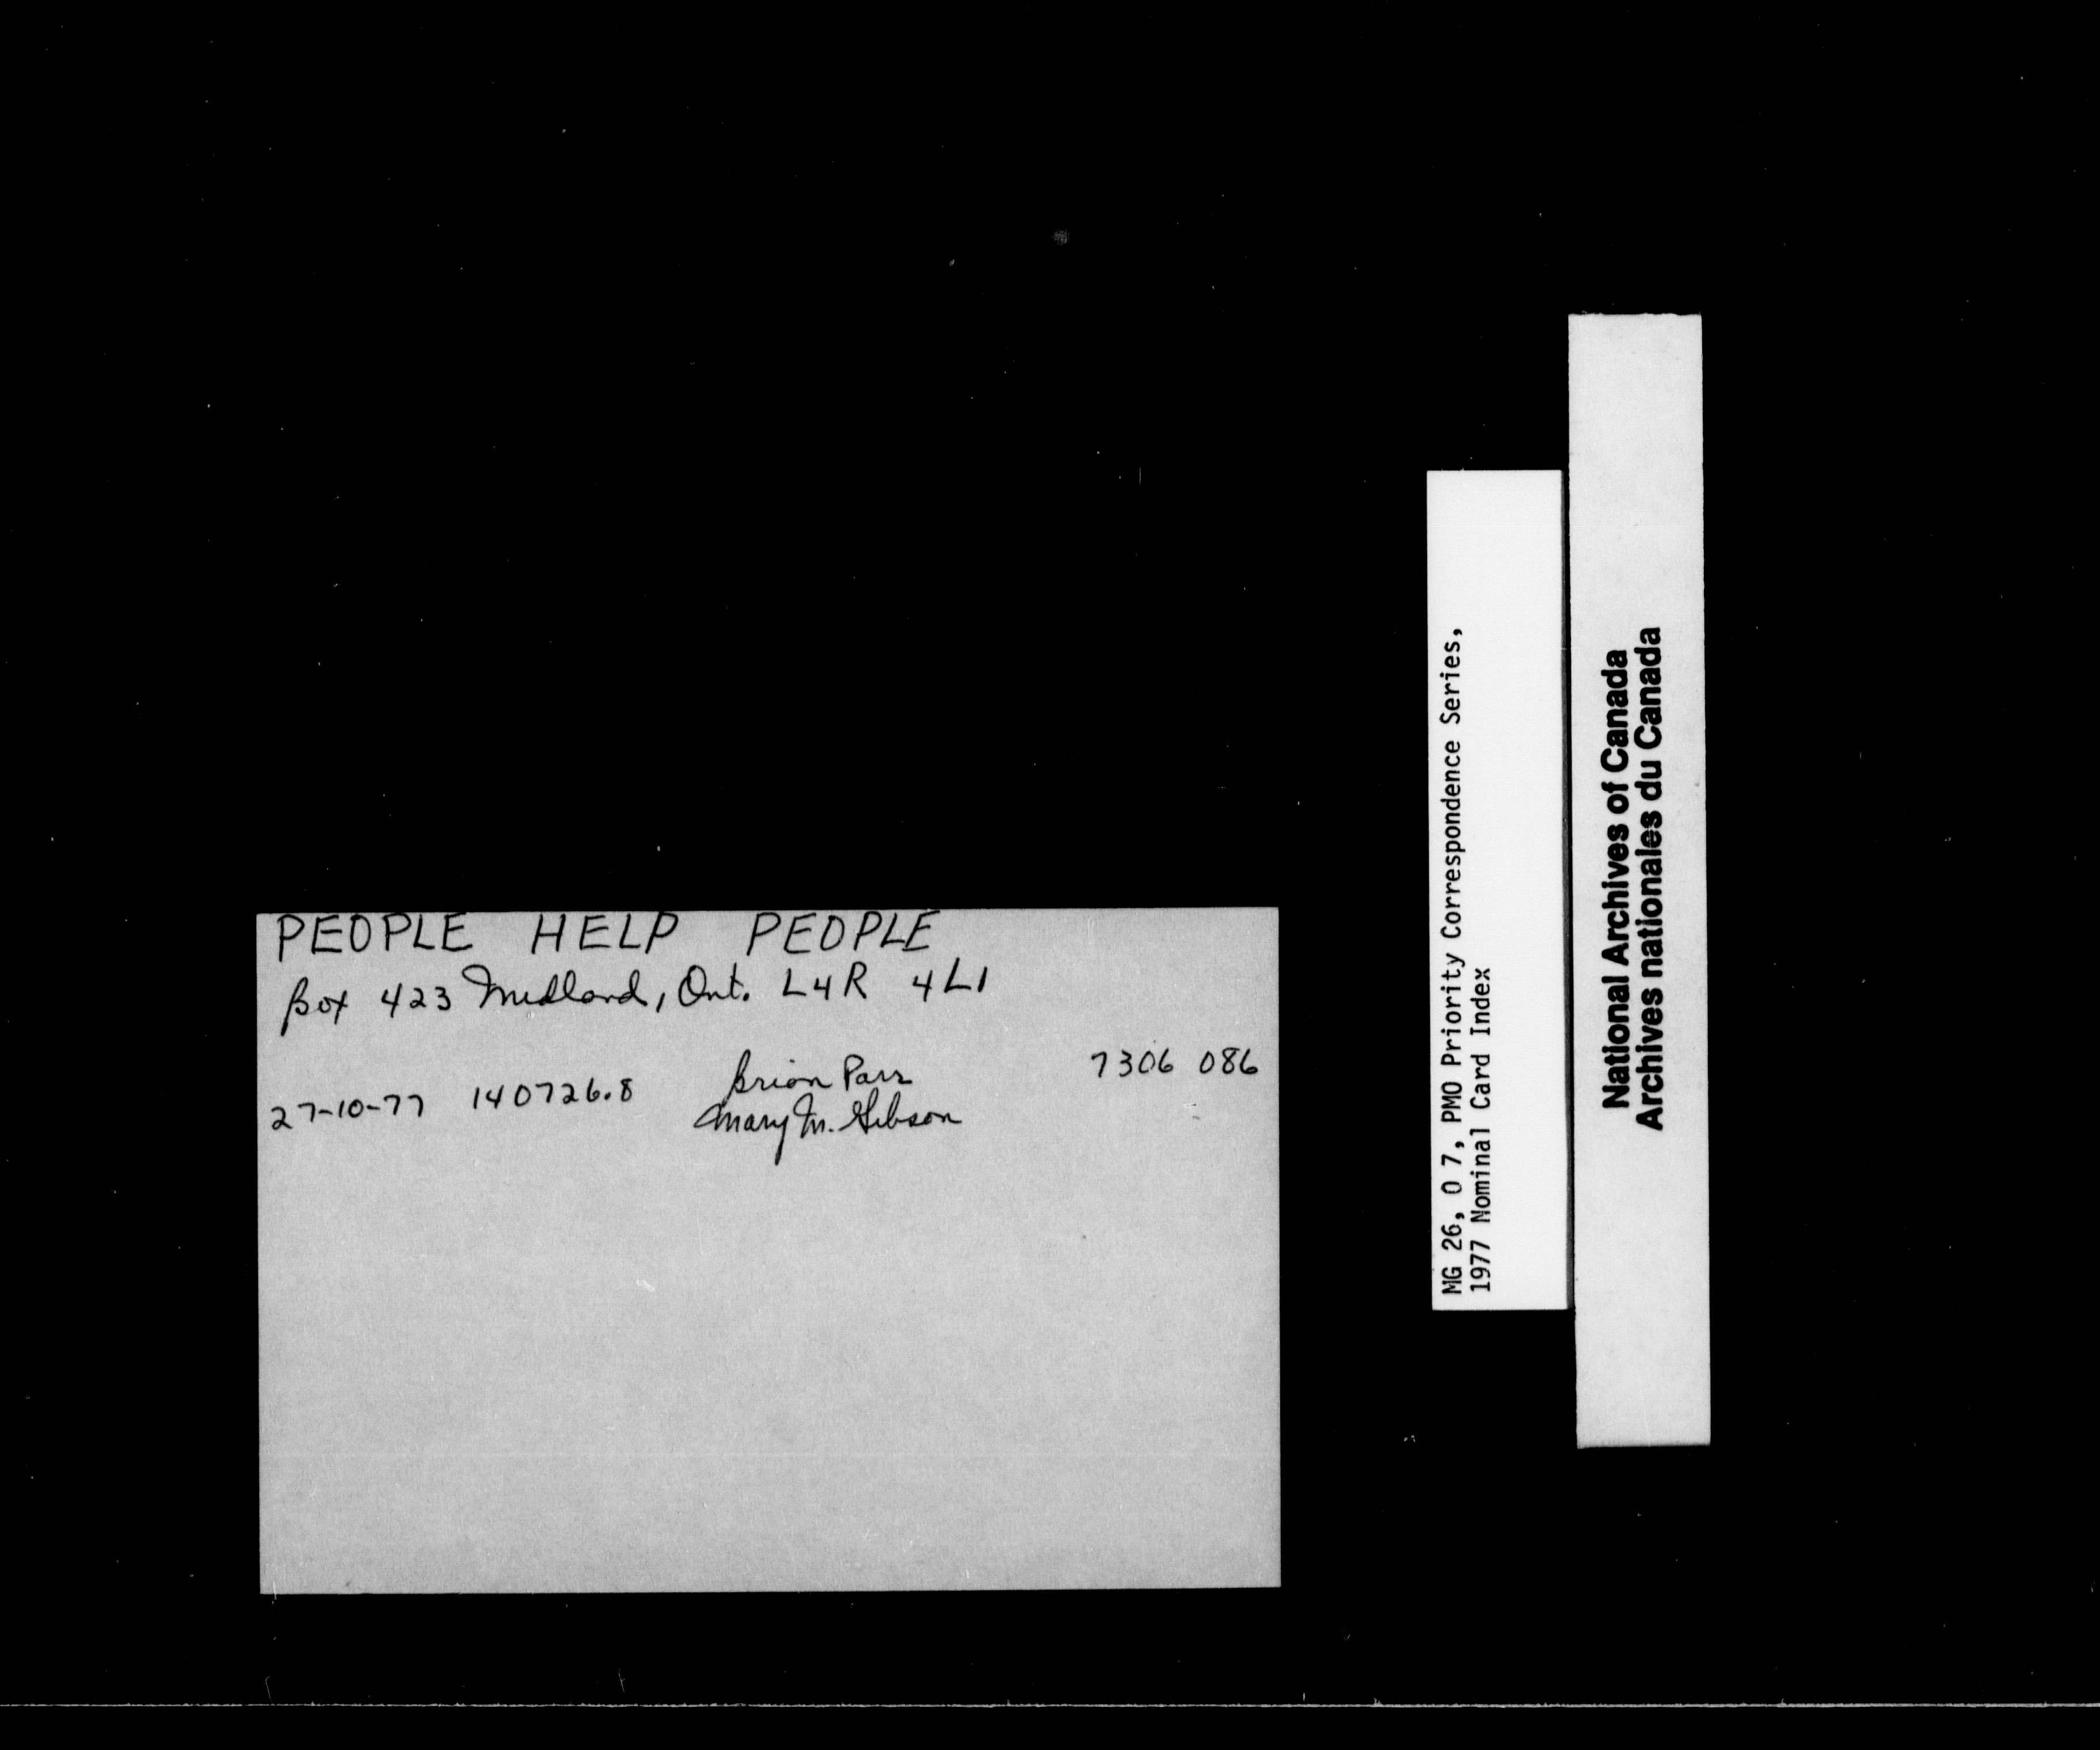 PEOPLE HELP PEOPLE
Box 423 Midland, Ont. L4R 4L1
27-10-77 140726.8 Brian Parr 7306 086
Mary M. Gibson
MG 26, O 7, PMO Priority Correspondence Series,
1977 Nominal Card Index
National Archives of Canada
Archives nationales du Canada